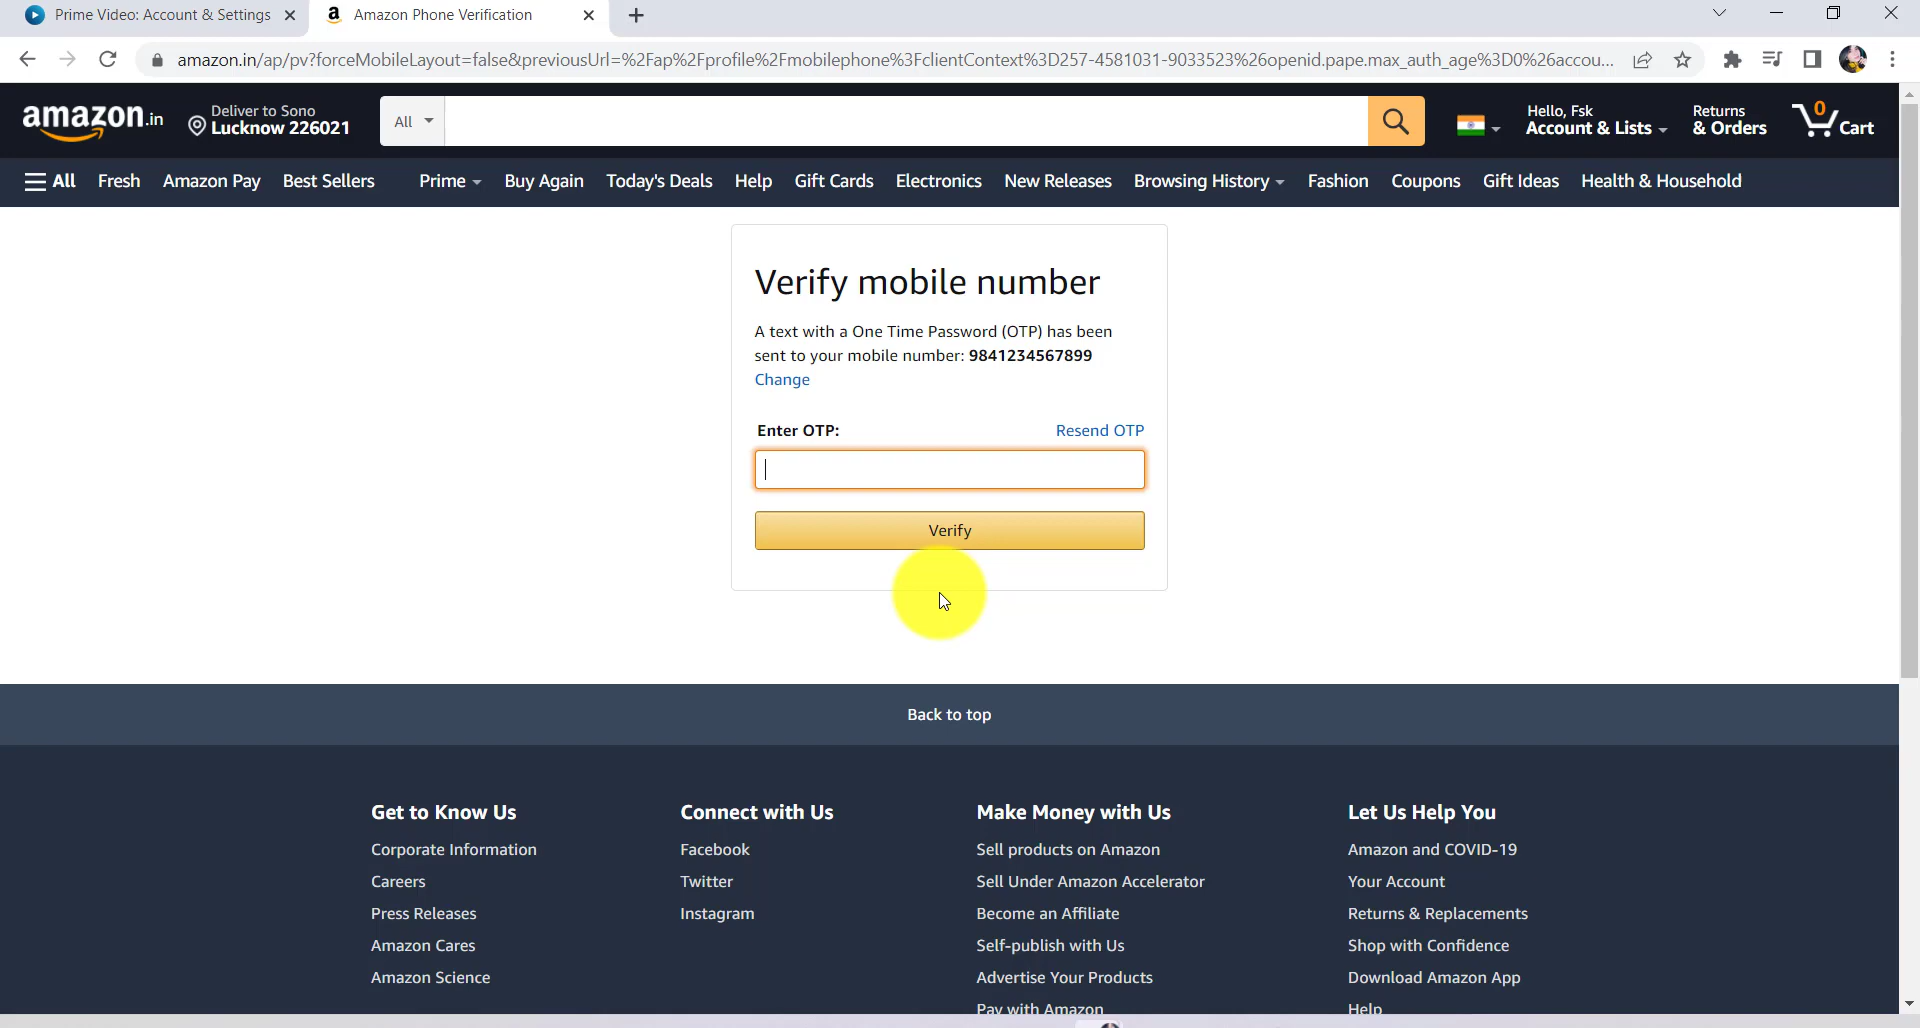 Prime Video: Account & Settings
Amazon Phone Verification
amazon.in/ap/pv?forceMobileLayout=false&previousUrl=%2Fap%2Fprofile%2Fmobilephone%3FclientContext%3D257-4581031-9033523%26openid.pape.max_auth_age%3D0%26accou...
amazon.in
Deliver to Sono
Lucknow 226021
All
Hello, Fsk
Account & Lists
Returns
& Orders
0
Cart
All
Fresh
Amazon Pay
Best Sellers
Prime
Buy Again
Today's Deals
Help
Gift Cards
Electronics
New Releases
Browsing History
Fashion
Coupons
Gift Ideas
Health & Household
Verify mobile number
A text with a One Time Password (OTP) has been
sent to your mobile number: 9841234567899
Change
Enter OTP:
Resend OTP
Verify
Back to top
Get to Know Us
Corporate Information
Careers
Press Releases
Amazon Cares
Amazon Science
Connect with Us
Facebook
Twitter
Instagram
Make Money with Us
Sell products on Amazon
Sell Under Amazon Accelerator
Become an Affiliate
Self-publish with Us
Advertise Your Products
Pay with Amazon
Let Us Help You
Amazon and COVID-19
Your Account
Returns & Replacements
Shop with Confidence
Download Amazon App
Help